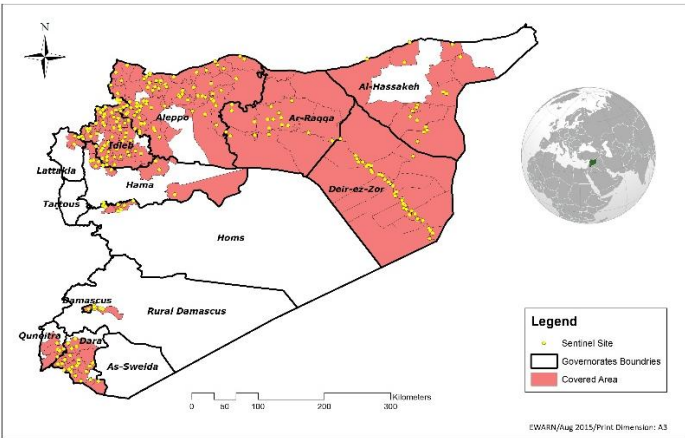 N
Al-Hassakeh
Aleppo
Ar-Raqqa
Idleb
Lattakia
Hama
Deir-ez-Zor
Tartous
Homs
Damascus
Rural Damascus
Quneitra
Dara
As-Sweida
Legend
Sentinel Site
Governorates Boundries
Covered Area
Kilometers
0 50 100 200 300
EWARN/Aug 2015/Print Dimension: A3